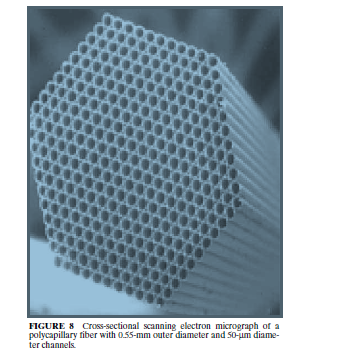 FIGURE 8 Cross-sectional scanning electron micrograph of a
polycapillary fiber with 0.55-mm outer diameter and 50-μm diame-
ter channels.